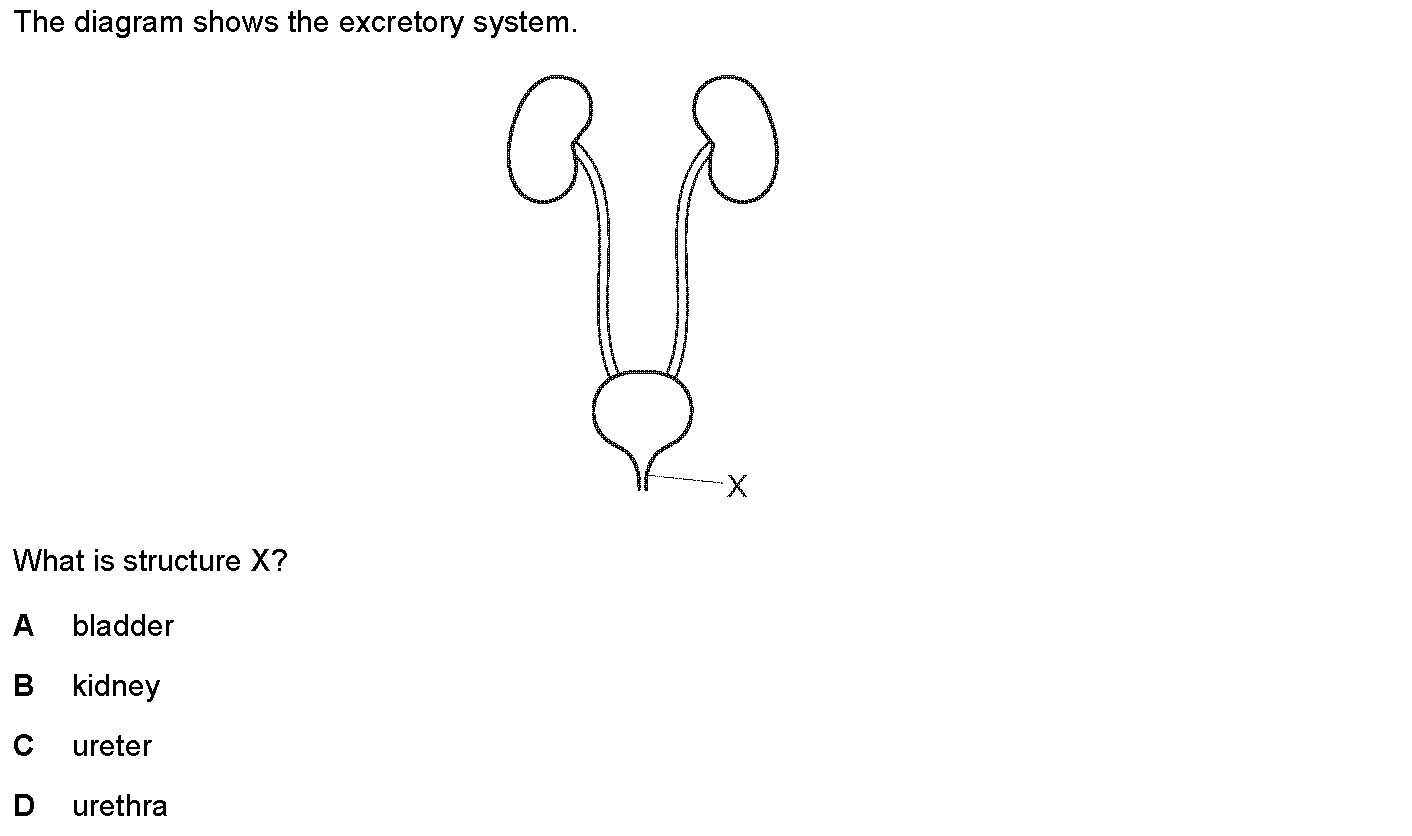 The diagram shows the excretory system.
X
What is structure X?
A bladder
B kidney
C ureter
D urethra